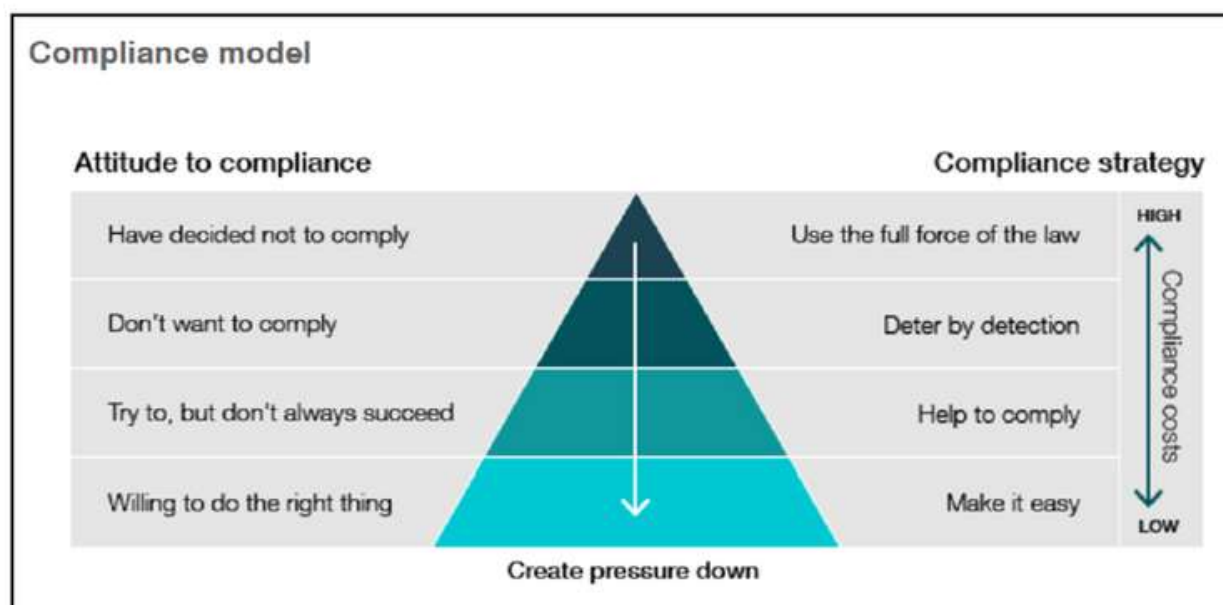 Compliance model
Attitude to compliance
Compliance strategy
Have decided not to comply
Use the full force of the law
HIGH
Don't want to comply
Deter by detection
Try to, but don't always succeed
Help to comply
Compliance costs
Willing to do the right thing
Make it easy
LOW
Create pressure down